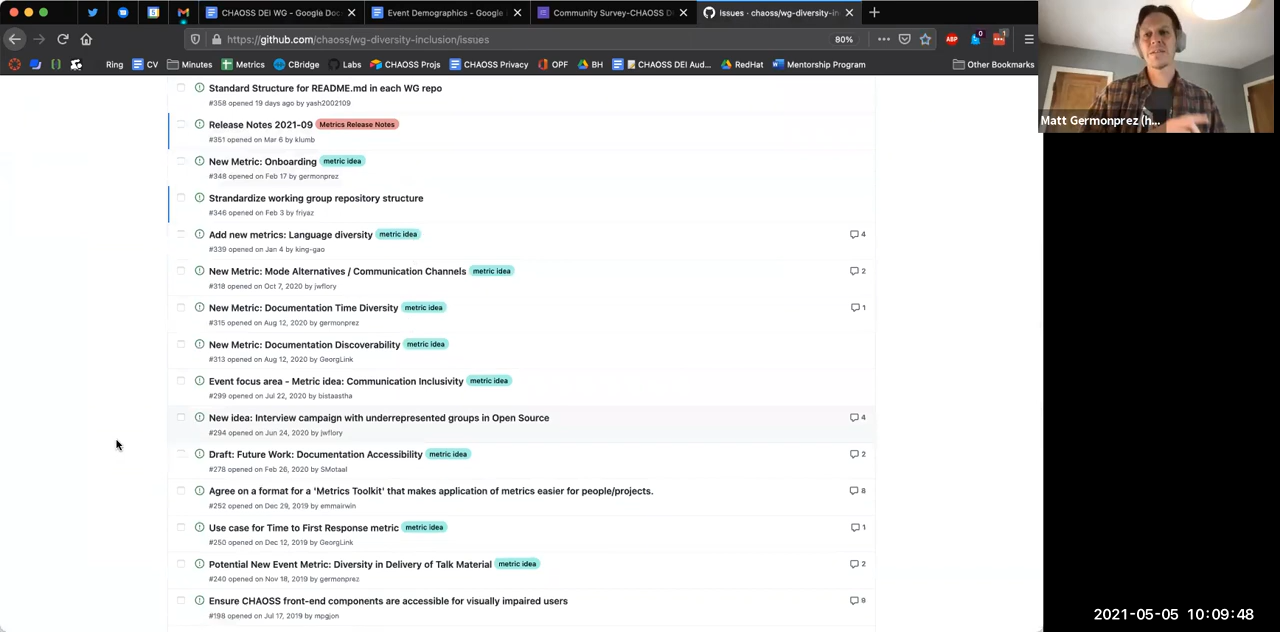 CHAOSS DEI WG - Google Doc
Event Demographics - Google
Community Survey-CHAOSS D
Issues · chaoss/wg-diversity-in
https://github.com/chaoss/wg-diversity-inclusion/issues
80%
ABP
0
1
Ring
CV
Minutes
Metrics
CBridge
Labs
CHAOSS Projs
CHAOSS Privacy
OPF
BH
CHAOSS DEI Aud...
RedHat
Mentorship Program
Other Bookmarks
Matt Germonprez (h...
Standard Structure for README.md in each WG repo
#358 opened 19 days ago by yash2002109
Release Notes 2021-09 Metrics Release Notes
#351 opened on Mar 6 by klumb
New Metric: Onboarding metric idea
#348 opened on Feb 17 by germonprez
Strandardize working group repository structure
#346 opened on Feb 3 by friyaz
Add new metrics: Language diversity metric idea 4
#339 opened on Jan 4 by king-gao
New Metric: Mode Alternatives / Communication Channels metric idea 2
#318 opened on Oct 7, 2020 by jwflory
New Metric: Documentation Time Diversity metric idea 1
#315 opened on Aug 12, 2020 by germonprez
New Metric: Documentation Discoverability metric idea
#313 opened on Aug 12, 2020 by GeorgLink
Event focus area - Metric idea: Communication Inclusivity metric idea
#299 opened on Jul 22, 2020 by bistaastha
New idea: Interview campaign with underrepresented groups in Open Source 4
#294 opened on Jun 24, 2020 by jwflory
Draft: Future Work: Documentation Accessibility metric idea 2
#278 opened on Feb 26, 2020 by SMotaal
Agree on a format for a 'Metrics Toolkit' that makes application of metrics easier for people/projects. 8
#252 opened on Dec 29, 2019 by emmairwin
Use case for Time to First Response metric metric idea 1
#250 opened on Dec 12, 2019 by GeorgLink
Potential New Event Metric: Diversity in Delivery of Talk Material metric idea 2
#240 opened on Nov 18, 2019 by germonprez
Ensure CHAOSS front-end components are accessible for visually impaired users 9
#198 opened on Jul 17, 2019 by mpgjon
2021-05-05 10:09:48